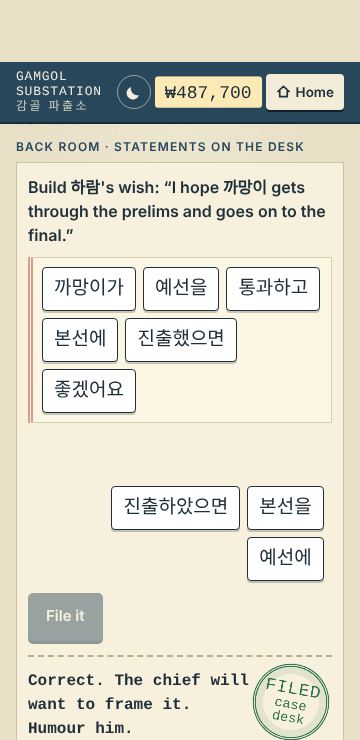 GAMGOL
SUBSTATION
감골 파출소
₩487,700
Home
BACK ROOM · STATEMENTS ON THE DESK
Build 하람's wish: “I hope 까망이 gets
through the prelims and goes on to the
final.”
까망이가 예선을 통과하고
본선에 진출했으면
좋겠어요
진출하았으면 본선을
예선에
File it
Correct. The chief will
want to frame it.
Humour him.
FILED
case
desk